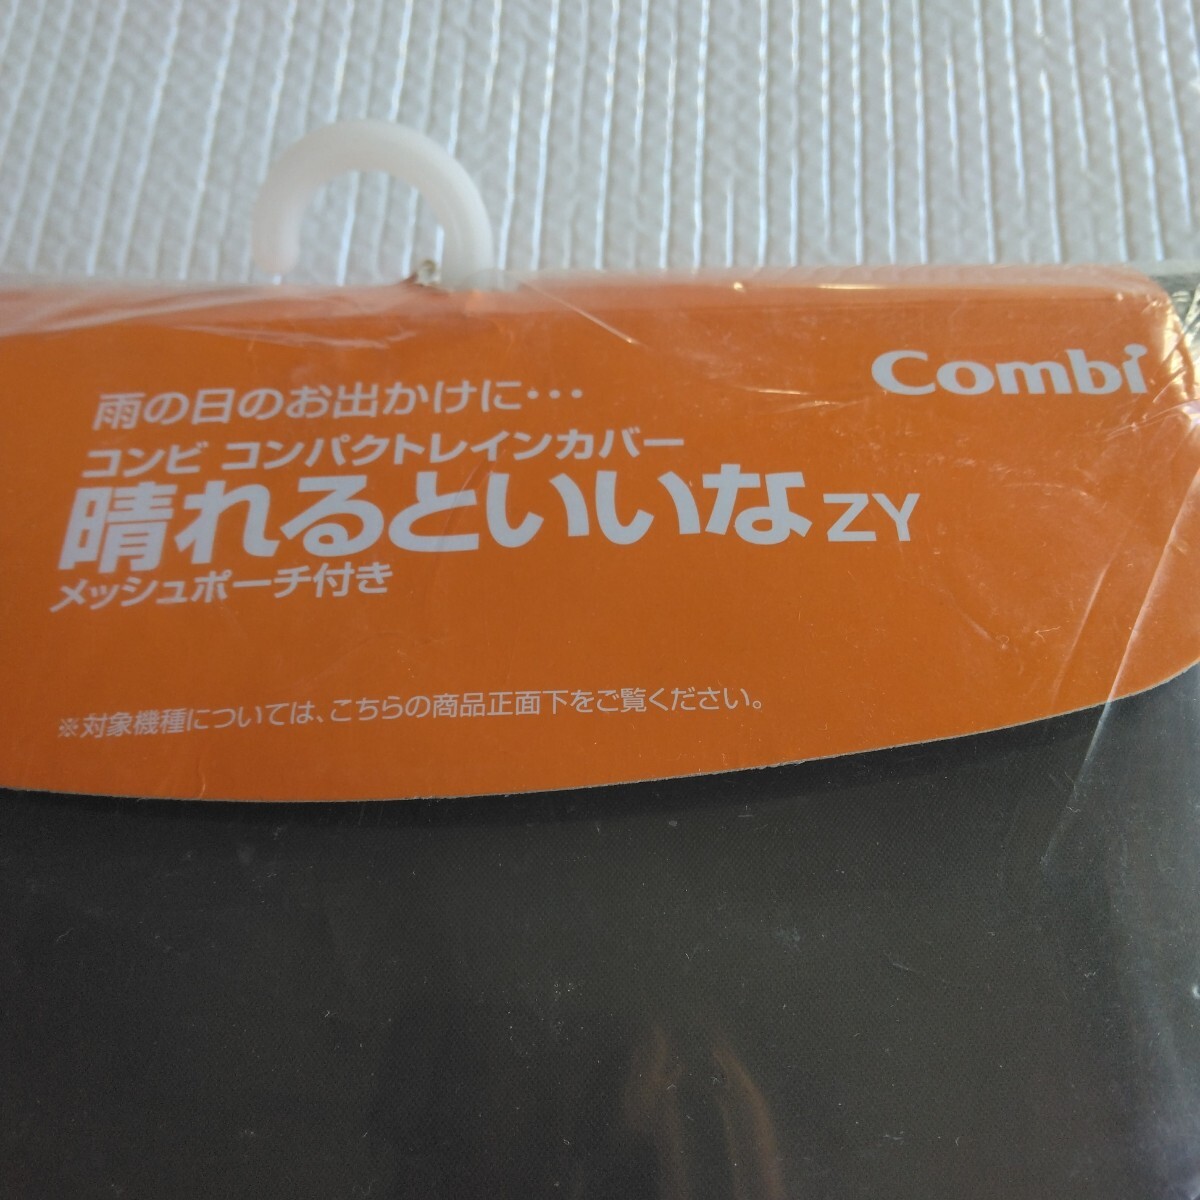 Combi
雨の日のお出かけに・・・
コンビ コンパクトレインカバー
晴れるといいなZY
メッシュポーチ付き
※対象機種については、こちらの商品正面下をご覧ください。